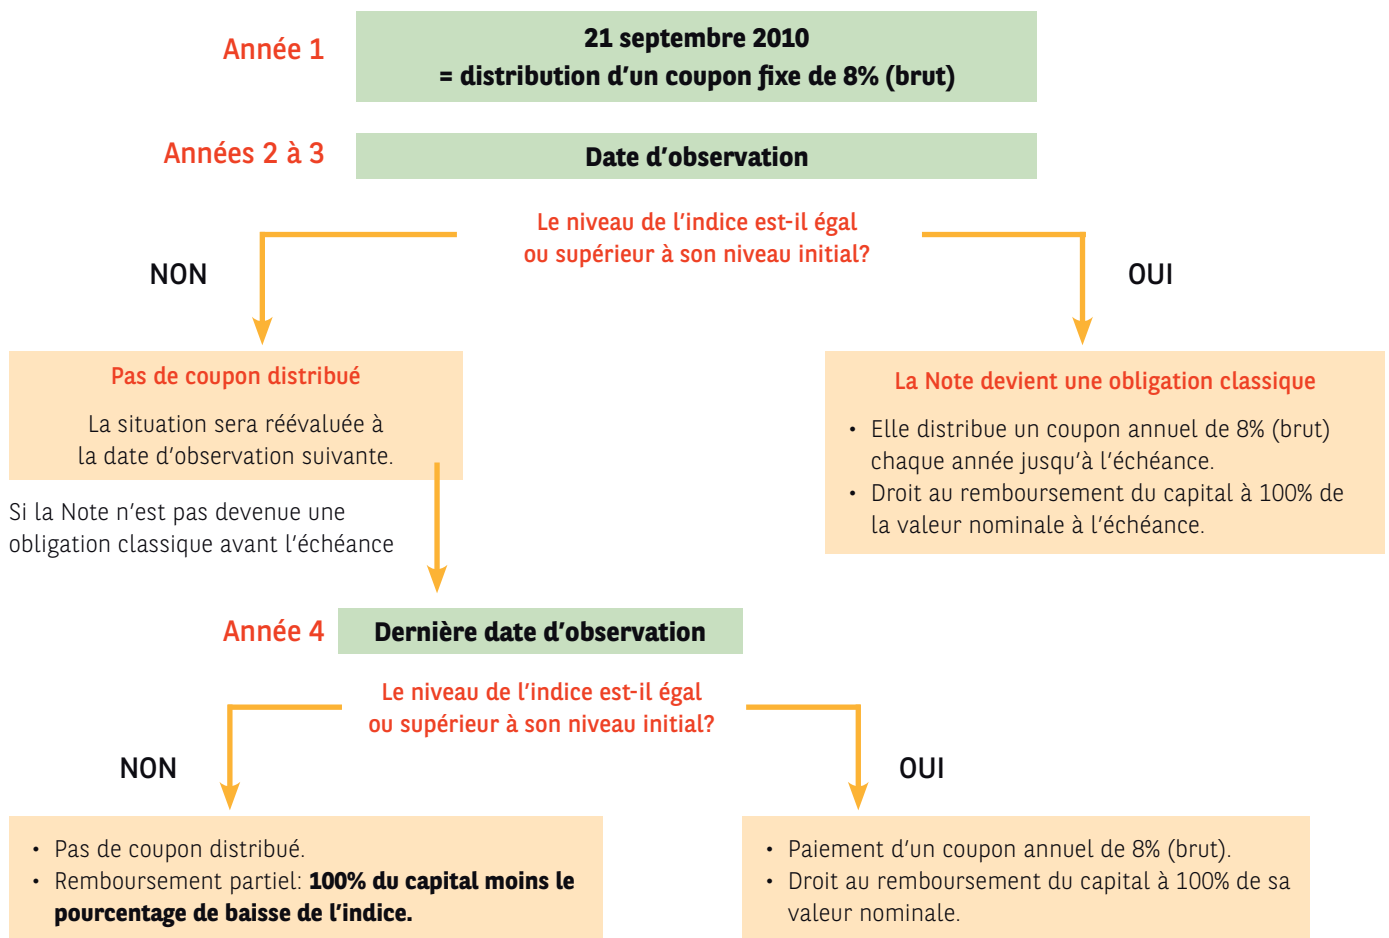 Année 1
21 septembre 2010
= distribution d'un coupon fixe de 8% (brut)
Années 2 à 3
Date d'observation
Le niveau de l'indice est-il égal
ou supérieur à son niveau initial?
NON
OUI
Pas de coupon distribué
La situation sera réévaluée à
la date d'observation suivante.
La Note devient une obligation classique
• Elle distribue un coupon annuel de 8% (brut)
chaque année jusqu'à l'échéance.
• Droit au remboursement du capital à 100% de
la valeur nominale à l'échéance.
Si la Note n'est pas devenue une
obligation classique avant l'échéance
Année 4
Dernière date d'observation
Le niveau de l'indice est-il égal
ou supérieur à son niveau initial?
NON
OUI
• Pas de coupon distribué.
• Remboursement partiel: 100% du capital moins le
pourcentage de baisse de l'indice.
• Paiement d'un coupon annuel de 8% (brut).
• Droit au remboursement du capital à 100% de sa
valeur nominale.